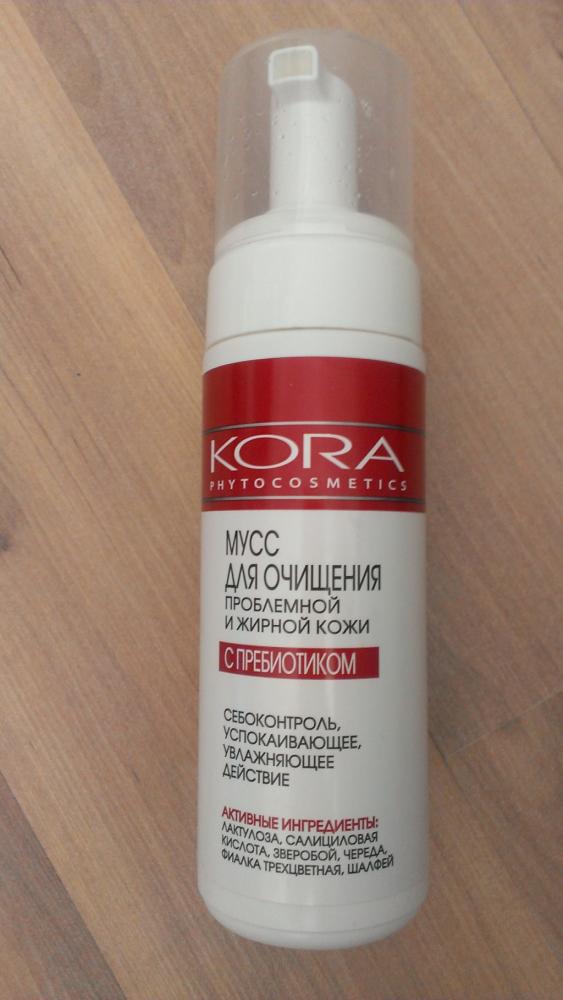 KORA
PHYTOCOSMETICS
МУСС
ДЛЯ ОЧИЩЕНИЯ
ПРОБЛЕМНОЙ
И ЖИРНОЙ КОЖИ
С ПРЕБИОТИКОМ
СЕБОКОНТРОЛЬ,
УСПОКАИВАЮЩЕЕ,
УВЛАЖНЯЮЩЕЕ
ДЕЙСТВИЕ
АКТИВНЫЕ ИНГРЕДИЕНТЫ:
ЛАКТУЛОЗА, САЛИЦИЛОВАЯ
КИСЛОТА, ЗВЕРОБОЙ, ЧЕРЕДА,
ФИАЛКА ТРЕХЦВЕТНАЯ, ШАЛФЕЙ